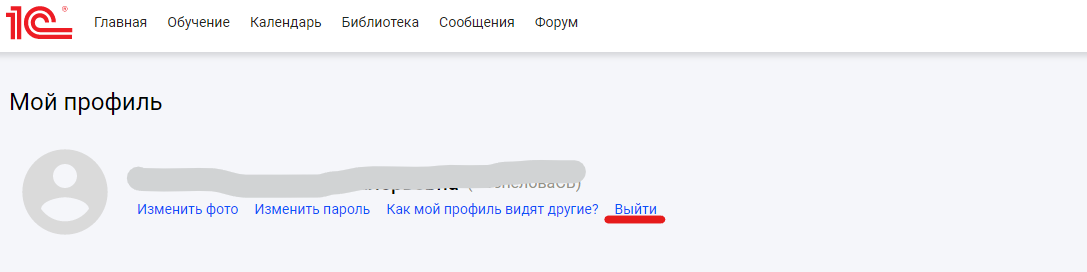 1С
Главная Обучение Календарь Библиотека Сообщения Форум
Мой профиль
Изменить фото Изменить пароль Как мой профиль видят другие? Выйти